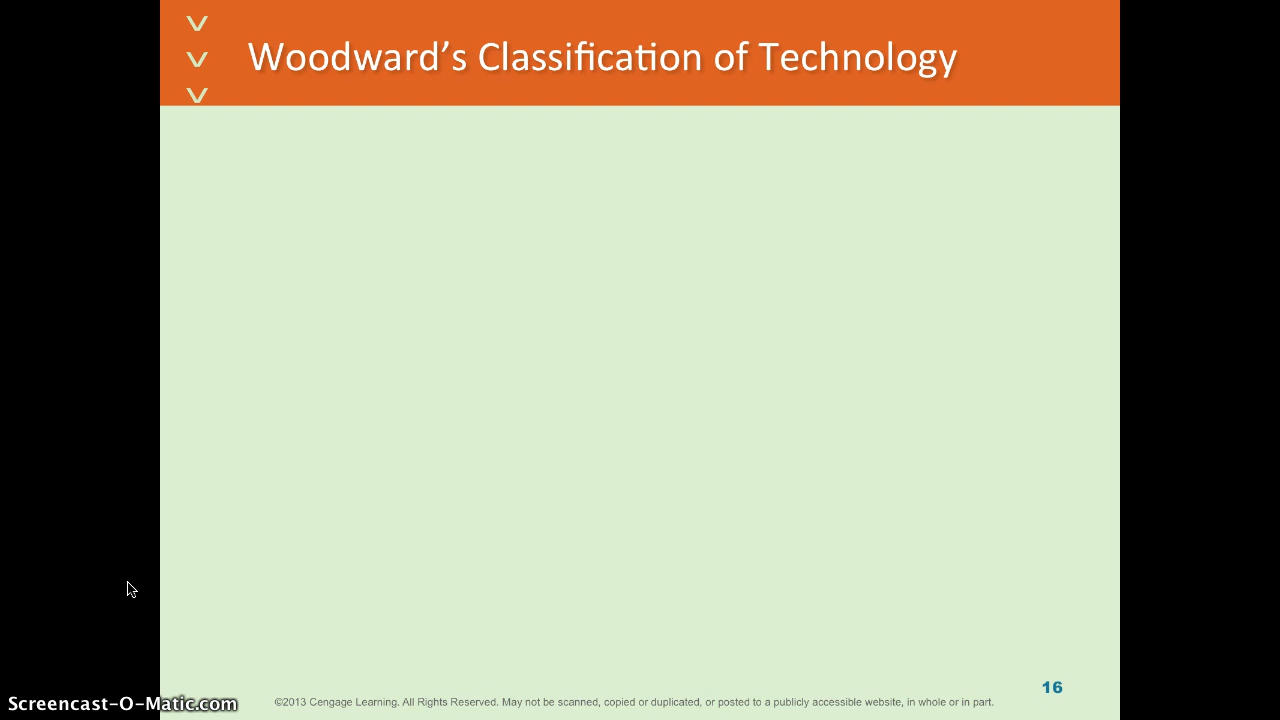 Woodward’s Classification of Technology
16
©2013 Cengage Learning. All Rights Reserved. May not be scanned, copied or duplicated, or posted to a publicly accessible website, in whole or in part.
Screencast-O-Matic.com